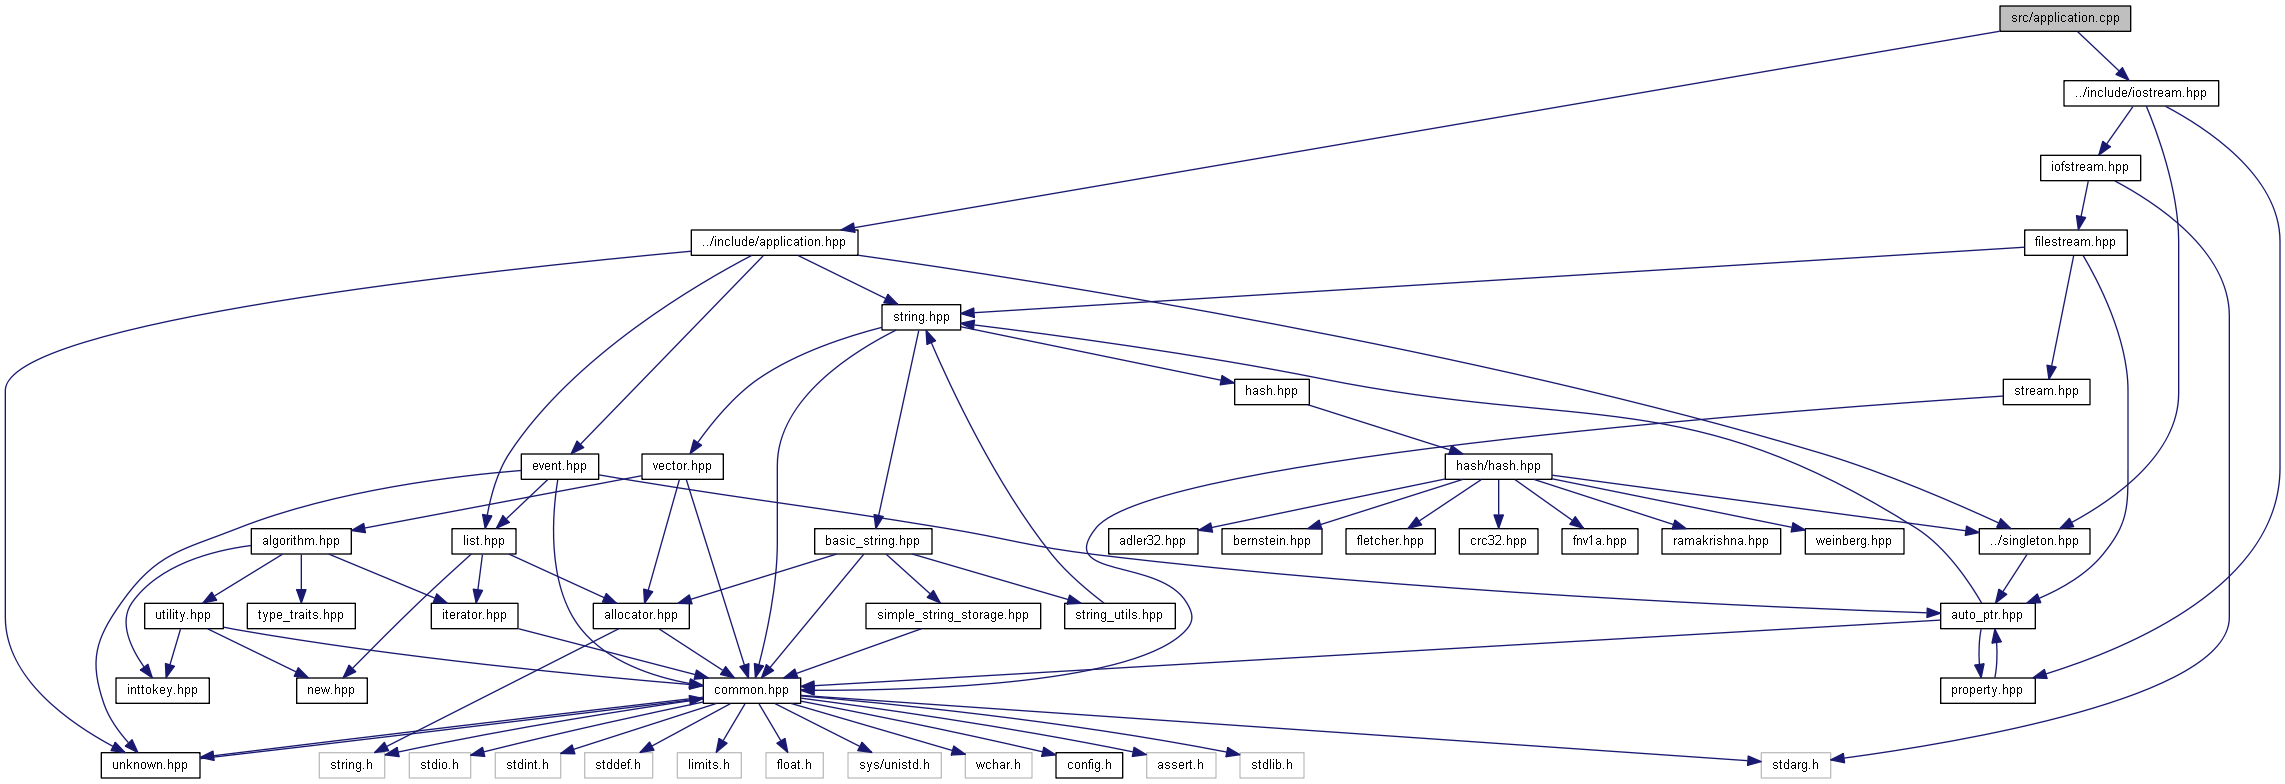 src/application.cpp
../include/iostream.hpp
iofstream.hpp
../include/application.hpp
filestream.hpp
string.hpp
hash.hpp
stream.hpp
event.hpp
vector.hpp
hash/hash.hpp
algorithm.hpp
list.hpp
basic_string.hpp
adler32.hpp
bernstein.hpp
fletcher.hpp
crc32.hpp
fnv1a.hpp
ramakrishna.hpp
weinberg.hpp
../singleton.hpp
utility.hpp
type_traits.hpp
iterator.hpp
allocator.hpp
simple_string_storage.hpp
string_utils.hpp
auto_ptr.hpp
inttokey.hpp
new.hpp
common.hpp
property.hpp
unknown.hpp
string.h
stdio.h
stdint.h
stddef.h
limits.h
float.h
sys/unistd.h
wchar.h
config.h
assert.h
stdlib.h
stdarg.h